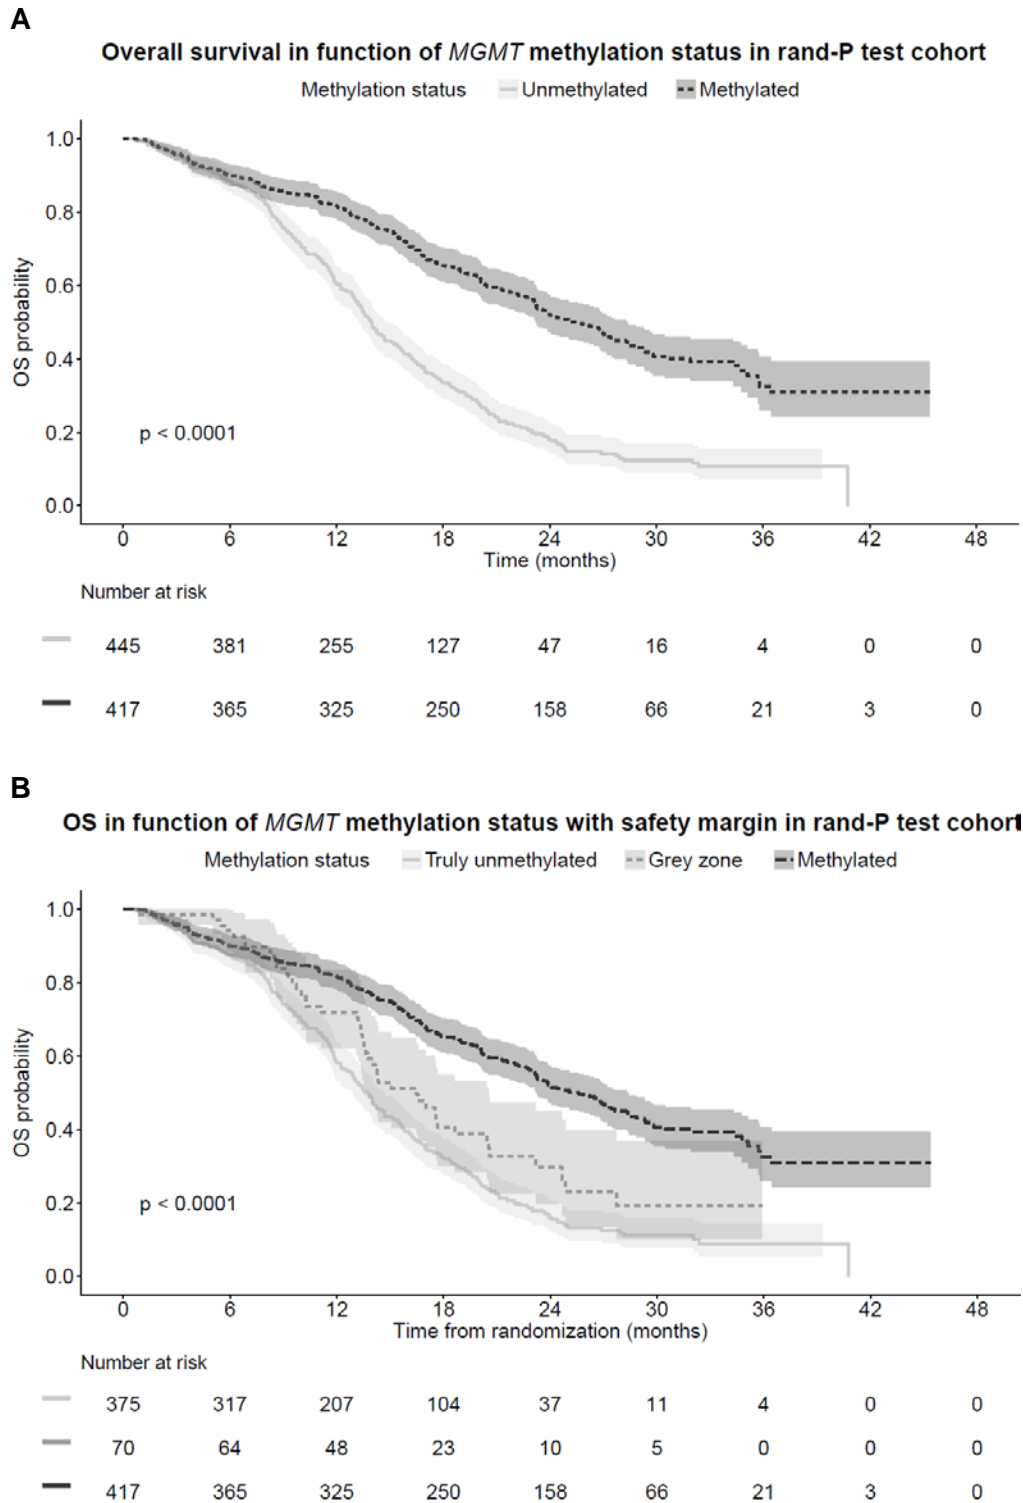 A
Overall survival in function of MGMT methylation status in rand-P test cohort
Methylation status Unmethylated Methylated
1.0
0.8
0.6
0.4
0.2
0.0
OS probability
p < 0.0001
0 6 12 18 24 30 36 42 48
Time (months)
Number at risk
445 381 255 127 47 16 4 0 0
417 365 325 250 158 66 21 3 0
B
OS in function of MGMT methylation status with safety margin in rand-P test cohort
Methylation status Truly unmethylated Grey zone Methylated
1.0
0.8
0.6
0.4
0.2
0.0
OS probability
p < 0.0001
0 6 12 18 24 30 36 42 48
Time from randomization (months)
Number at risk
375 317 207 104 37 11 4 0 0
70 64 48 23 10 5 0 0 0
417 365 325 250 158 66 21 3 0